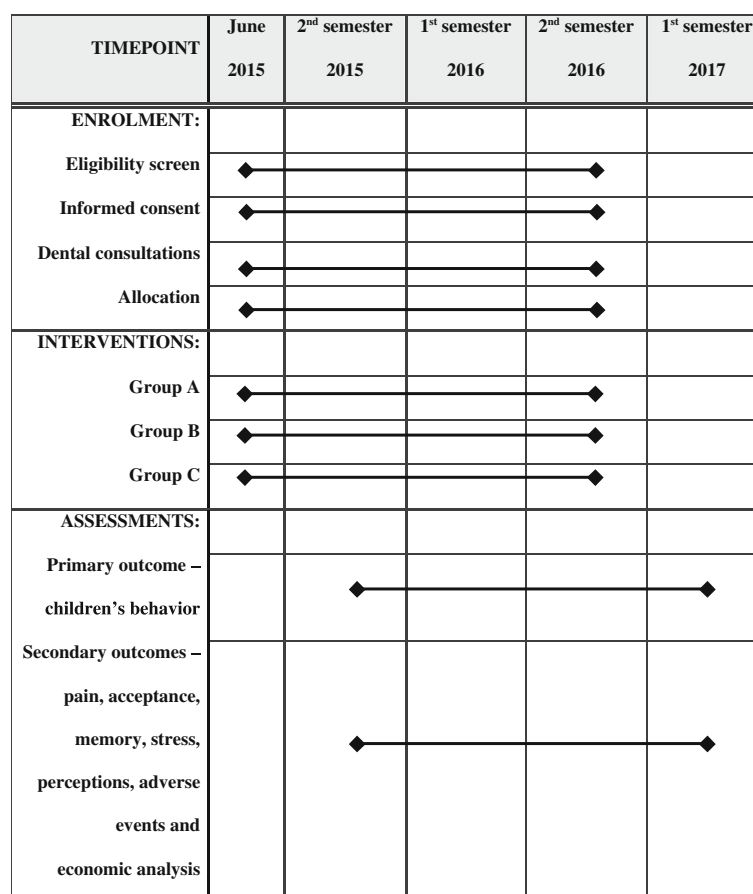 TIMEPOINT
June 2015
2nd semester 2015
1st semester 2016
2nd semester 2016
1st semester 2017
ENROLMENT:
Eligibility screen
Informed consent
Dental consultations
Allocation
INTERVENTIONS:
Group A
Group B
Group C
ASSESSMENTS:
Primary outcome –
children's behavior
Secondary outcomes –
pain, acceptance,
memory, stress,
perceptions, adverse
events and
economic analysis